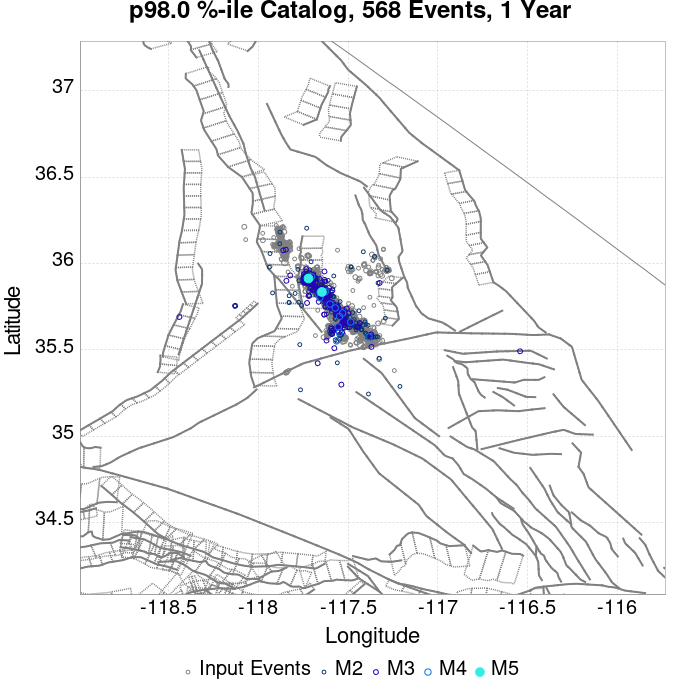 p98.0 %-ile Catalog, 568 Events, 1 Year
37
36.5
36
35.5
35
34.5
Latitude
-118.5 -118 -117.5 -117 -116.5 -116
Longitude
Input Events M2 M3 M4 M5